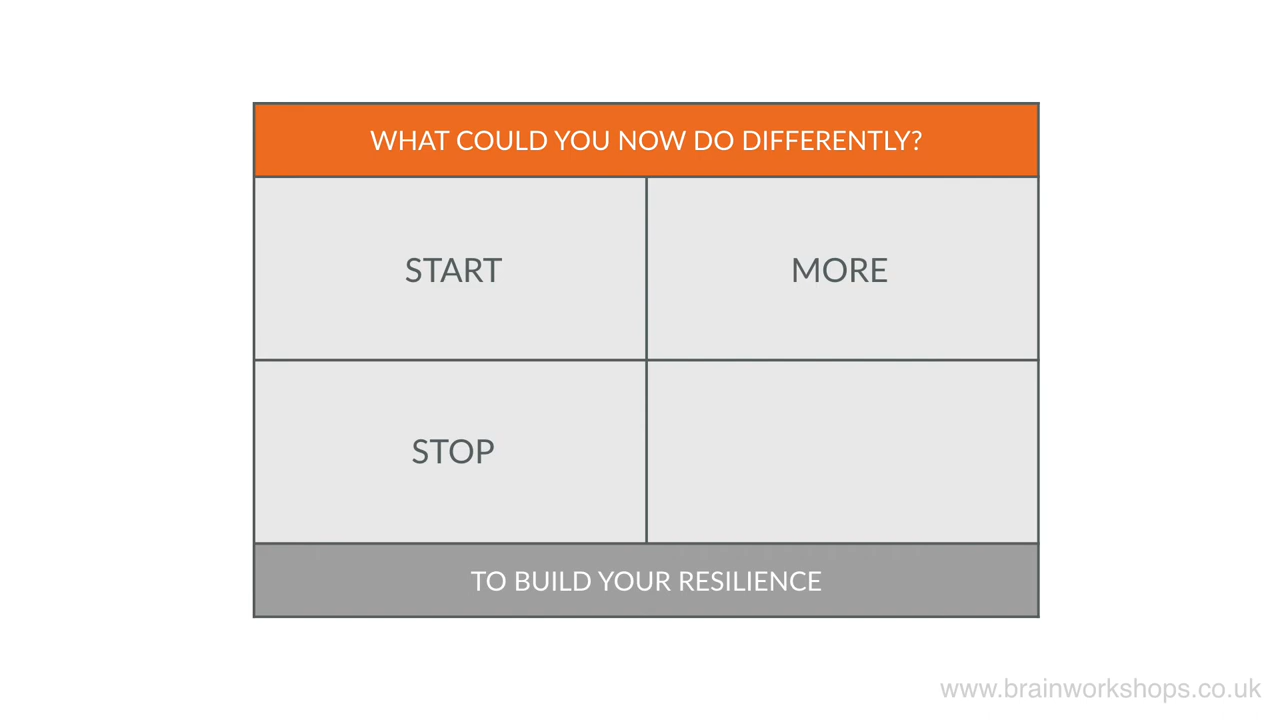 WHAT COULD YOU NOW DO DIFFERENTLY?
START
MORE
STOP
TO BUILD YOUR RESILIENCE
www.brainworkshops.co.uk